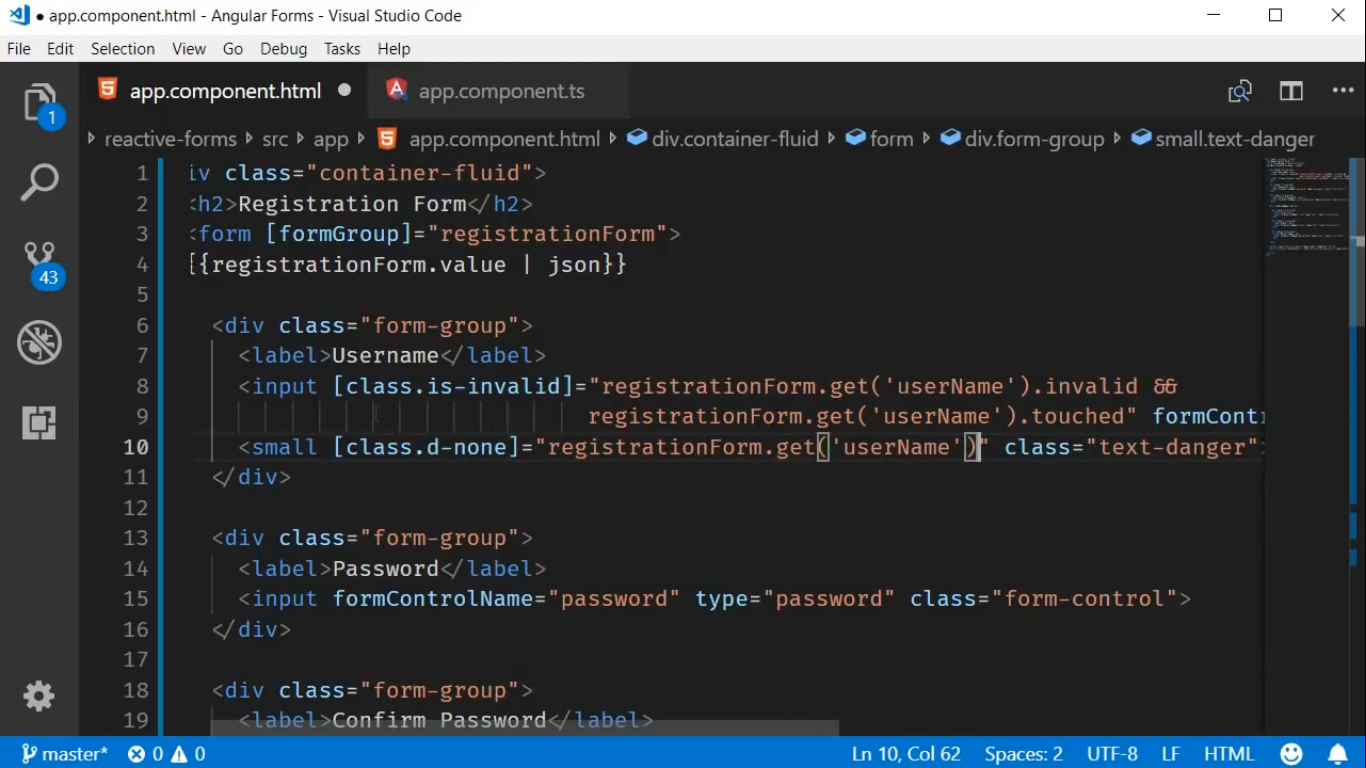 ● app.component.html - Angular Forms - Visual Studio Code
File Edit Selection View Go Debug Tasks Help
app.component.html ● app.component.ts
1
reactive-forms src app app.component.html div.container-fluid form div.form-group small.text-danger
1 iv class="container-fluid">
2 <h2>Registration Form</h2>
3 <form [formGroup]="registrationForm">
4 {{registrationForm.value | json}}
5
6 <div class="form-group">
7 <label>Username</label>
8 <input [class.is-invalid]="registrationForm.get('userName').invalid &&
9 registrationForm.get('userName').touched" formContr
10 <small [class.d-none]="registrationForm.get('userName')" class="text-danger">
11 </div>
12
13 <div class="form-group">
14 <label>Password</label>
15 <input formControlName="password" type="password" class="form-control">
16 </div>
17
18 <div class="form-group">
19 <label>Confirm Password</label>
43
master* 0 0 Ln 10, Col 62 Spaces: 2 UTF-8 LF HTML